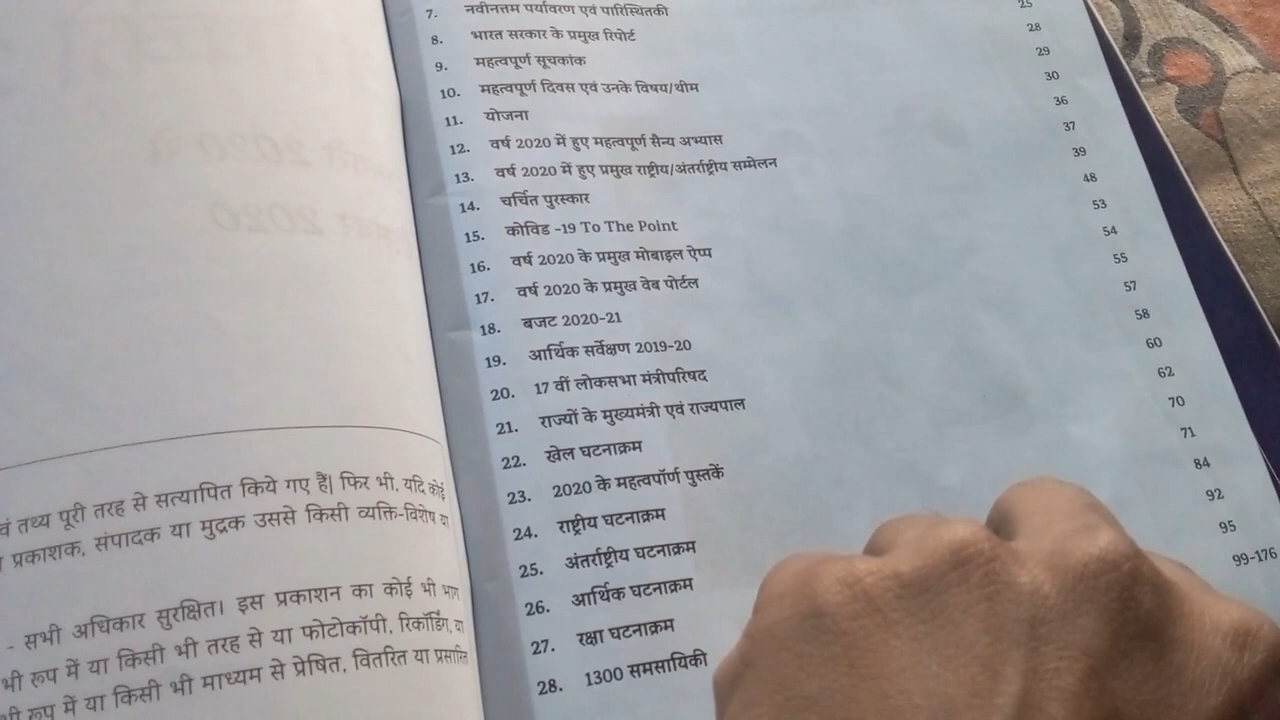 वं तथ्य पूरी तरह से सत्यापित किये गए हैं| फिर भी, यदि कोई
प्रकाशक, संपादक या मुद्रक उससे किसी व्यक्ति-विशेष या
- सभी अधिकार सुरक्षित। इस प्रकाशन का कोई भी भाग
भी रूप में या किसी भी तरह से या फोटोकॉपी, रिकॉर्डिंग, या
भी रूप में या किसी भी माध्यम से प्रेषित, वितरित या प्रसारित
7. नवीनत्तम पर्यावरण एवं पारिस्थितकी 25
8. भारत सरकार के प्रमुख रिपोर्ट 28
9. महत्वपूर्ण सूचकांक 29
10. महत्वपूर्ण दिवस एवं उनके विषय/थीम 30
11. योजना 36
12. वर्ष 2020 में हुए महत्वपूर्ण सैन्य अभ्यास 37
13. वर्ष 2020 में हुए प्रमुख राष्ट्रीय/अंतर्राष्ट्रीय सम्मेलन 39
14. चर्चित पुरस्कार 48
15. कोविड -19 To The Point 53
16. वर्ष 2020 के प्रमुख मोबाइल ऐप्प 54
17. वर्ष 2020 के प्रमुख वेब पोर्टल 55
18. बजट 2020-21 57
19. आर्थिक सर्वेक्षण 2019-20 58
20. 17 वीं लोकसभा मंत्रीपरिषद 60
21. राज्यों के मुख्यमंत्री एवं राज्यपाल 62
22. खेल घटनाक्रम 70
23. 2020 के महत्वपॉर्ण पुस्तकें 71
24. राष्ट्रीय घटनाक्रम 84
25. अंतर्राष्ट्रीय घटनाक्रम 92
26. आर्थिक घटनाक्रम 95
27. रक्षा घटनाक्रम 99-176
28. 1300 समसायिकी